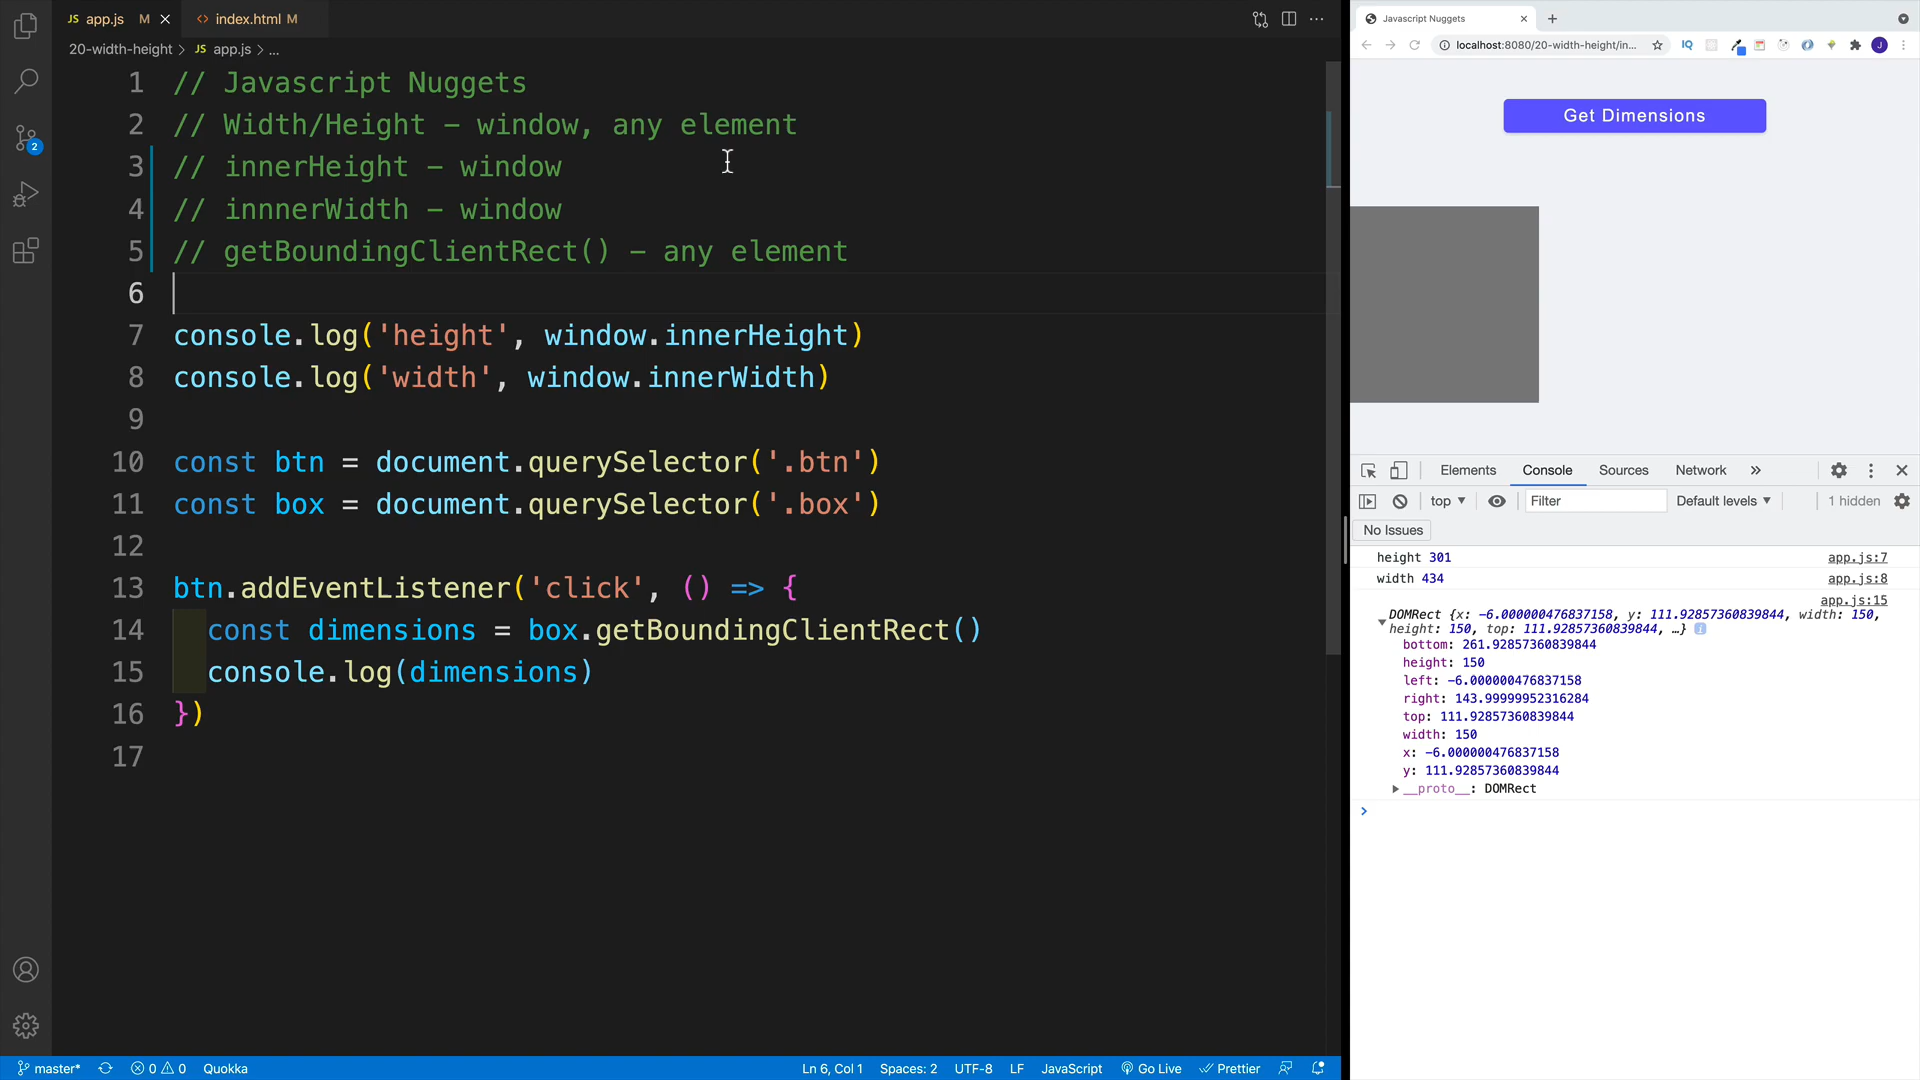 JS app.js M
<> index.html M
20-width-height > JS app.js > ...
1 // Javascript Nuggets
2 // Width/Height - window, any element
3 // innerHeight - window
4 // innnerWidth - window
5 // getBoundingClientRect() - any element
6
7 console.log('height', window.innerHeight)
8 console.log('width', window.innerWidth)
9
10 const btn = document.querySelector('.btn')
11 const box = document.querySelector('.box')
12
13 btn.addEventListener('click', () => {
14 const dimensions = box.getBoundingClientRect()
15 console.log(dimensions)
16 })
17
2
master* 0 0 Quokka
Ln 6, Col 1 Spaces: 2 UTF-8 LF JavaScript Go Live Prettier
Javascript Nuggets
localhost:8080/20-width-height/in...
IQ
J
Get Dimensions
Elements Console Sources Network »
top Filter Default levels 1 hidden
No Issues
height 301 app.js:7
width 434 app.js:8
app.js:15
DOMRect {x: -6.000000476837158, y: 111.92857360839844, width: 150,
height: 150, top: 111.92857360839844, …} i
bottom: 261.92857360839844
height: 150
left: -6.000000476837158
right: 143.99999952316284
top: 111.92857360839844
width: 150
x: -6.000000476837158
y: 111.92857360839844
__proto__: DOMRect
>